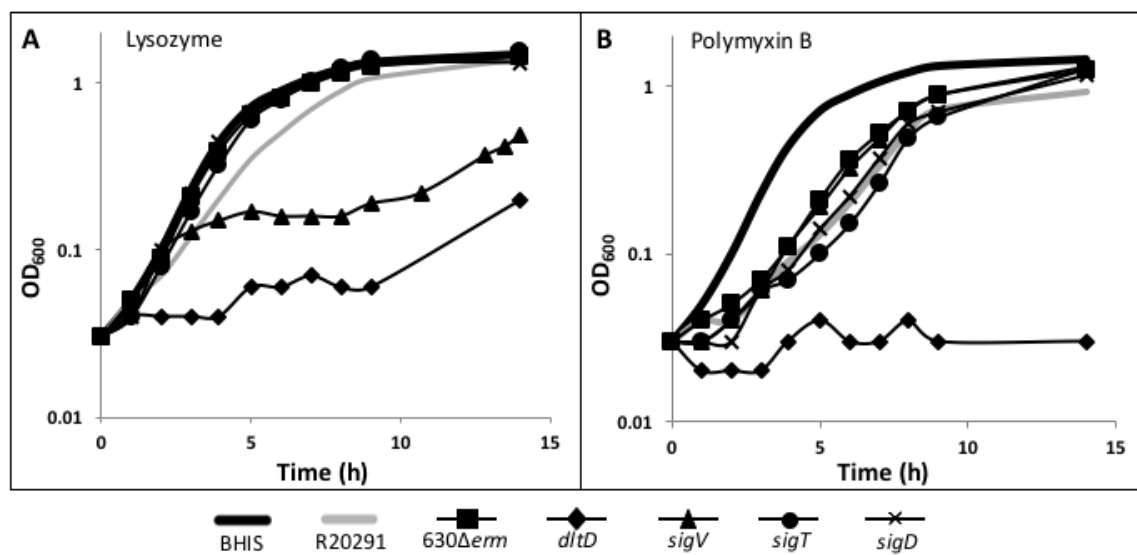 A Lysozyme
1
0.1
0.01
OD600
0 5 10 15
Time (h)
B Polymyxin B
1
0.1
0.01
OD600
0 5 10 15
Time (h)
BHIS R20291 630Δerm dltD sigV sigT sigD